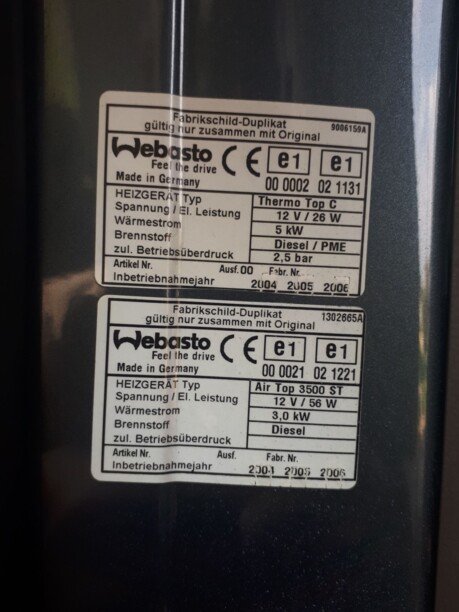 Fabrikschild-Duplikat
gültig nur zusammen mit Original
9006159A
Webasto
Feel the drive
Made in Germany
CE e1 e1
00 0002 02 1131
HEIZGERÄT Typ Thermo Top C
Spannung / El. Leistung 12 V / 26 W
Wärmestrom 5 kW
Brennstoff Diesel / PME
zul. Betriebsüberdruck 2,5 bar
Artikel Nr. Ausf. 00 Fabr. Nr.
Inbetriebnahmejahr 2004 2005 2006
Fabrikschild-Duplikat
gültig nur zusammen mit Original
1302665A
Webasto
Feel the drive
Made in Germany
CE e1 e1
00 0021 02 1221
HEIZGERÄT Typ Air Top 3500 ST
Spannung / El. Leistung 12 V / 56 W
Wärmestrom 3,0 kW
Brennstoff Diesel
zul. Betriebsüberdruck
Artikel Nr. Ausf. Fabr. Nr.
Inbetriebnahmejahr 2004 2005 2006